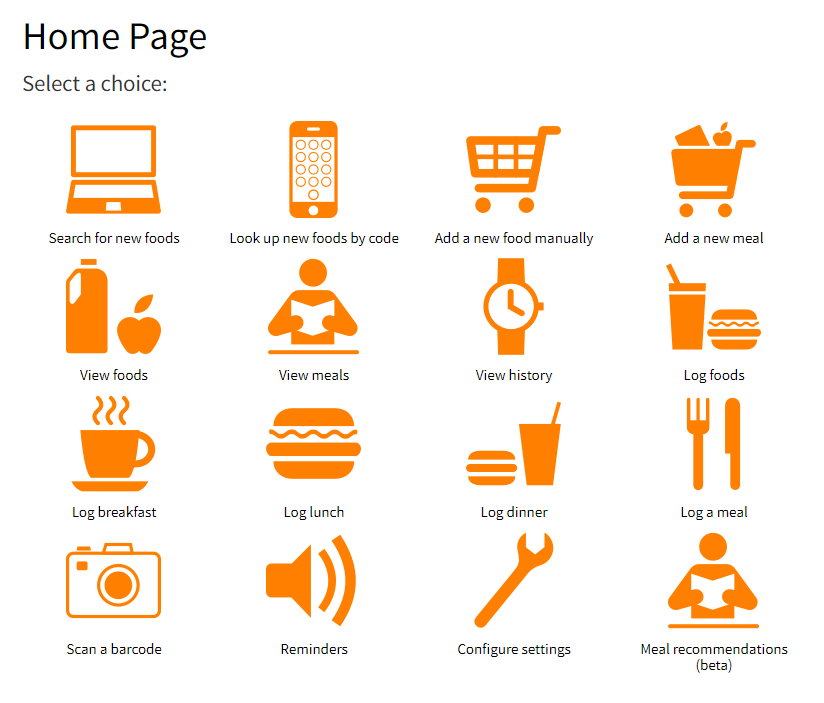 Home Page
Select a choice:
Search for new foods
Look up new foods by code
Add a new food manually
Add a new meal
View foods
View meals
View history
Log foods
Log breakfast
Log lunch
Log dinner
Log a meal
Scan a barcode
Reminders
Configure settings
Meal recommendations
(beta)